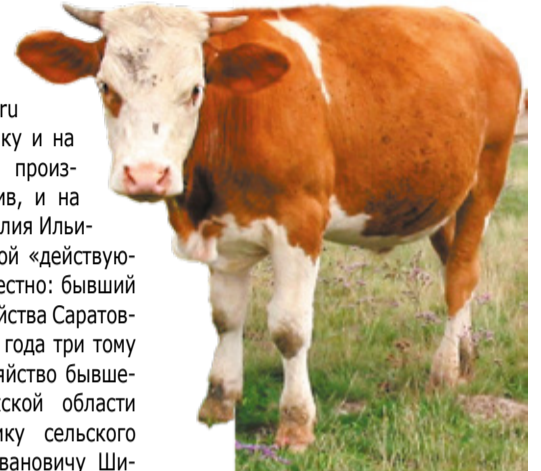 ru
ку и на
произ-
ив, и на
лия Ильи-
ой «действую-
естно: бывший
йства Саратов-
года три тому
яйство бывше-
ской области
ику сельского
вановичу Ши-